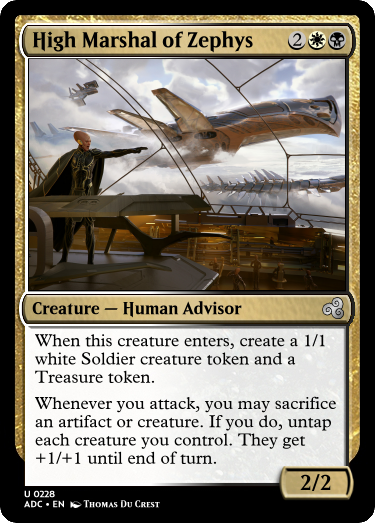 High Marshal of Zephys 2
Creature — Human Advisor
When this creature enters, create a 1/1
white Soldier creature token and a
Treasure token.
Whenever you attack, you may sacrifice
an artifact or creature. If you do, untap
each creature you control. They get
+1/+1 until end of turn.
2/2
U 0228
ADC • EN Thomas Du Crest